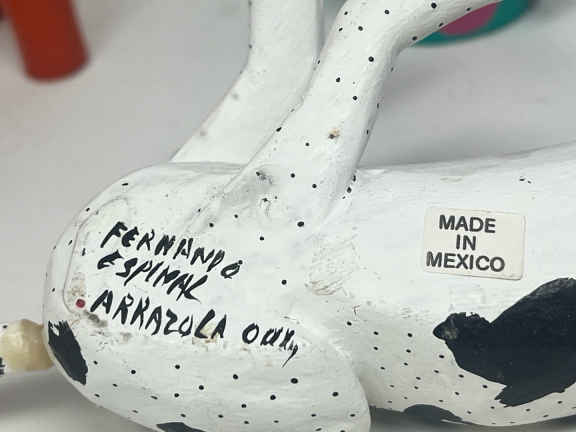 FERNANDO
ESPINAL
ARRAZOLA OAX,
MADE
IN
MEXICO